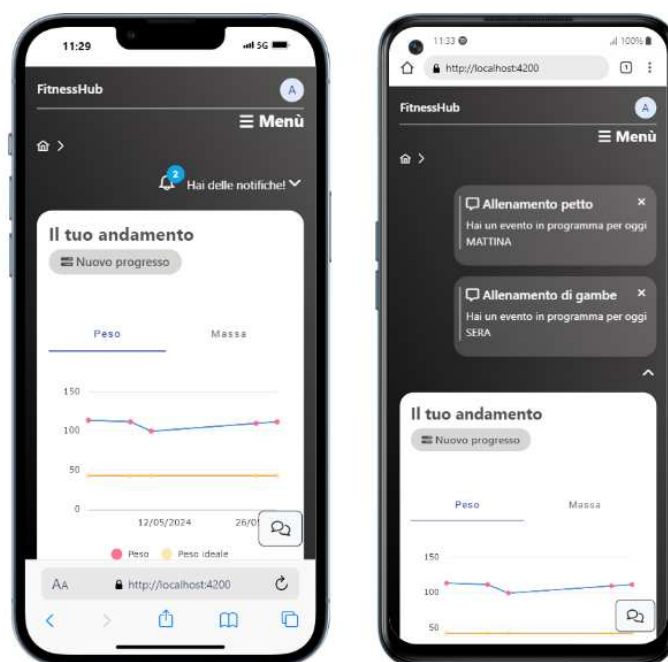 11:29
5G
FitnessHub
A
Menù
2
Hai delle notifiche!
Il tuo andamento
Nuovo progresso
Peso
Massa
150
100
50
0
12/05/2024
26/05
Peso
Peso ideale
AA
http://localhost:4200
11:33
100%
http://localhost:4200
1
FitnessHub
A
Menù
Allenamento petto
×
Hai un evento in programma per oggi
MATTINA
Allenamento di gambe
×
Hai un evento in programma per oggi
SERA
Il tuo andamento
Nuovo progresso
Peso
Massa
150
100
50